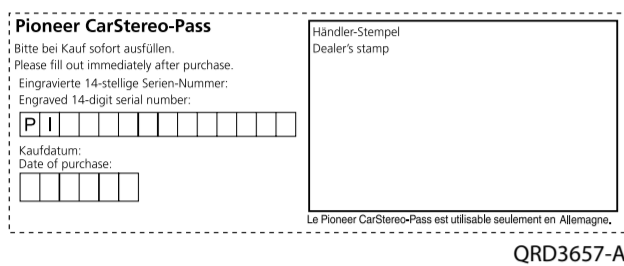 Pioneer CarStereo-Pass
Bitte bei Kauf sofort ausfüllen.
Please fill out immediately after purchase.
Eingravierte 14-stellige Serien-Nummer:
Engraved 14-digit serial number:
P I
Kaufdatum:
Date of purchase:
Händler-Stempel
Dealer's stamp
Le Pioneer CarStereo-Pass est utilisable seulement en Allemagne.
QRD3657-A